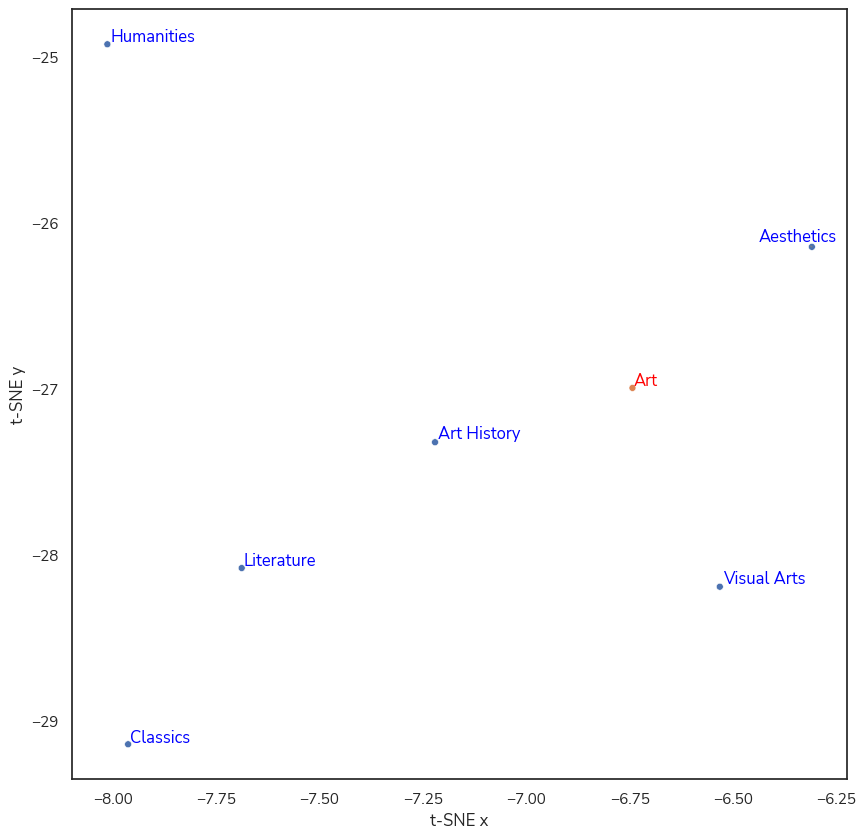 Humanities
−25
−26
Aesthetics
−27
Art
Art History
−28
Literature
Visual Arts
−29
Classics
t-SNE y
−8.00 −7.75 −7.50 −7.25 −7.00 −6.75 −6.50 −6.25
t-SNE x